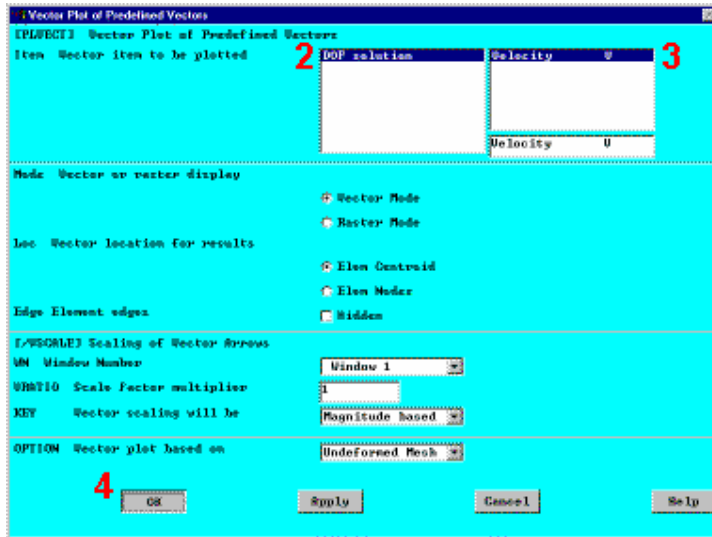 Vector Plot of Predefined Vectors
[PLVECT] Vector Plot of Predefined Vectors
Item Vector item to be plotted 2 DOF solution Velocity V 3
Velocity V
Mode Vector or raster display
Vector Mode
Raster Mode
Loc Vector location for results
Elem Centroid
Elem Nodes
Edge Element edges Hidden
[/VSCALE] Scaling of Vector Arrows
WN Window Number Window 1
VRATIO Scale factor multiplier 1
KEY Vector scaling will be Magnitude based
OPTION Vector plot based on Undeformed Mesh
4 OK Apply Cancel Help